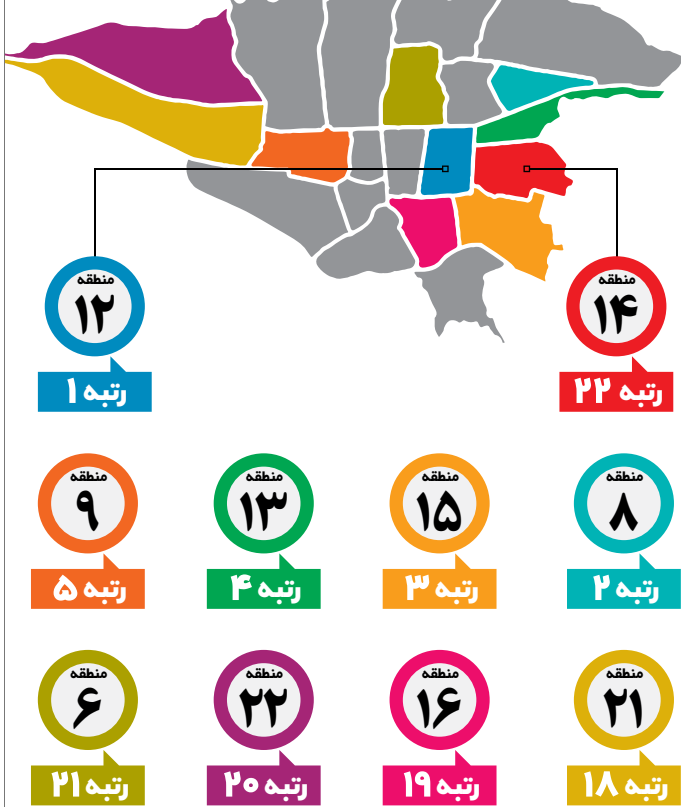 منطقه
۱۴
رتبه ۲۲
منطقه
۱۲
رتبه ۱
منطقه
۸
رتبه ۲
منطقه
۱۵
رتبه ۳
منطقه
۱۳
رتبه ۴
منطقه
۹
رتبه ۵
منطقه
۲۱
رتبه ۱۸
منطقه
۱۶
رتبه ۱۹
منطقه
۲۲
رتبه ۲۰
منطقه
۶
رتبه ۲۱